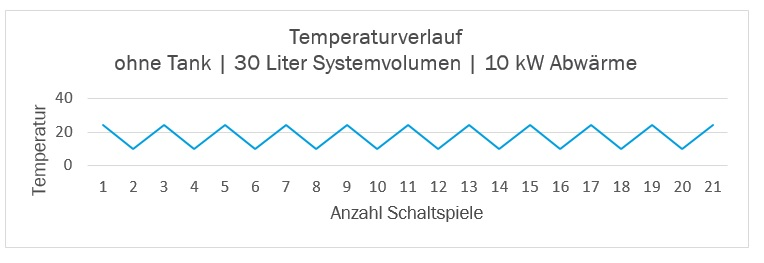 Temperaturverlauf
ohne Tank | 30 Liter Systemvolumen | 10 kW Abwärme
40
20
0
Temperatur
1 2 3 4 5 6 7 8 9 10 11 12 13 14 15 16 17 18 19 20 21
Anzahl Schaltspiele